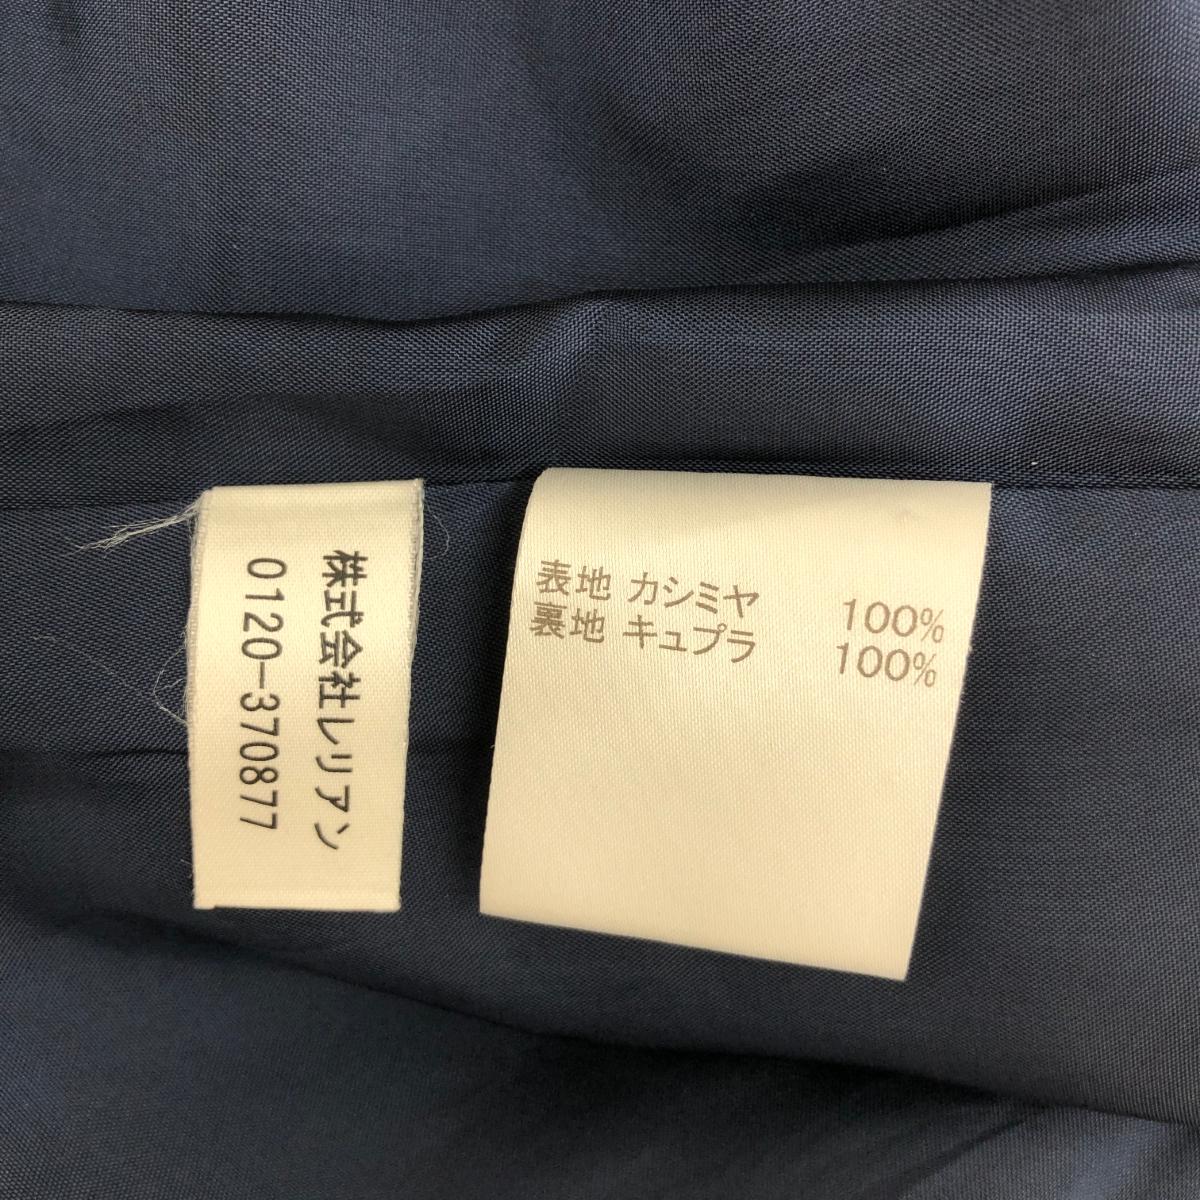 株式会社レリアン
0120-370877
表地 カシミヤ 100%
裏地 キュプラ 100%